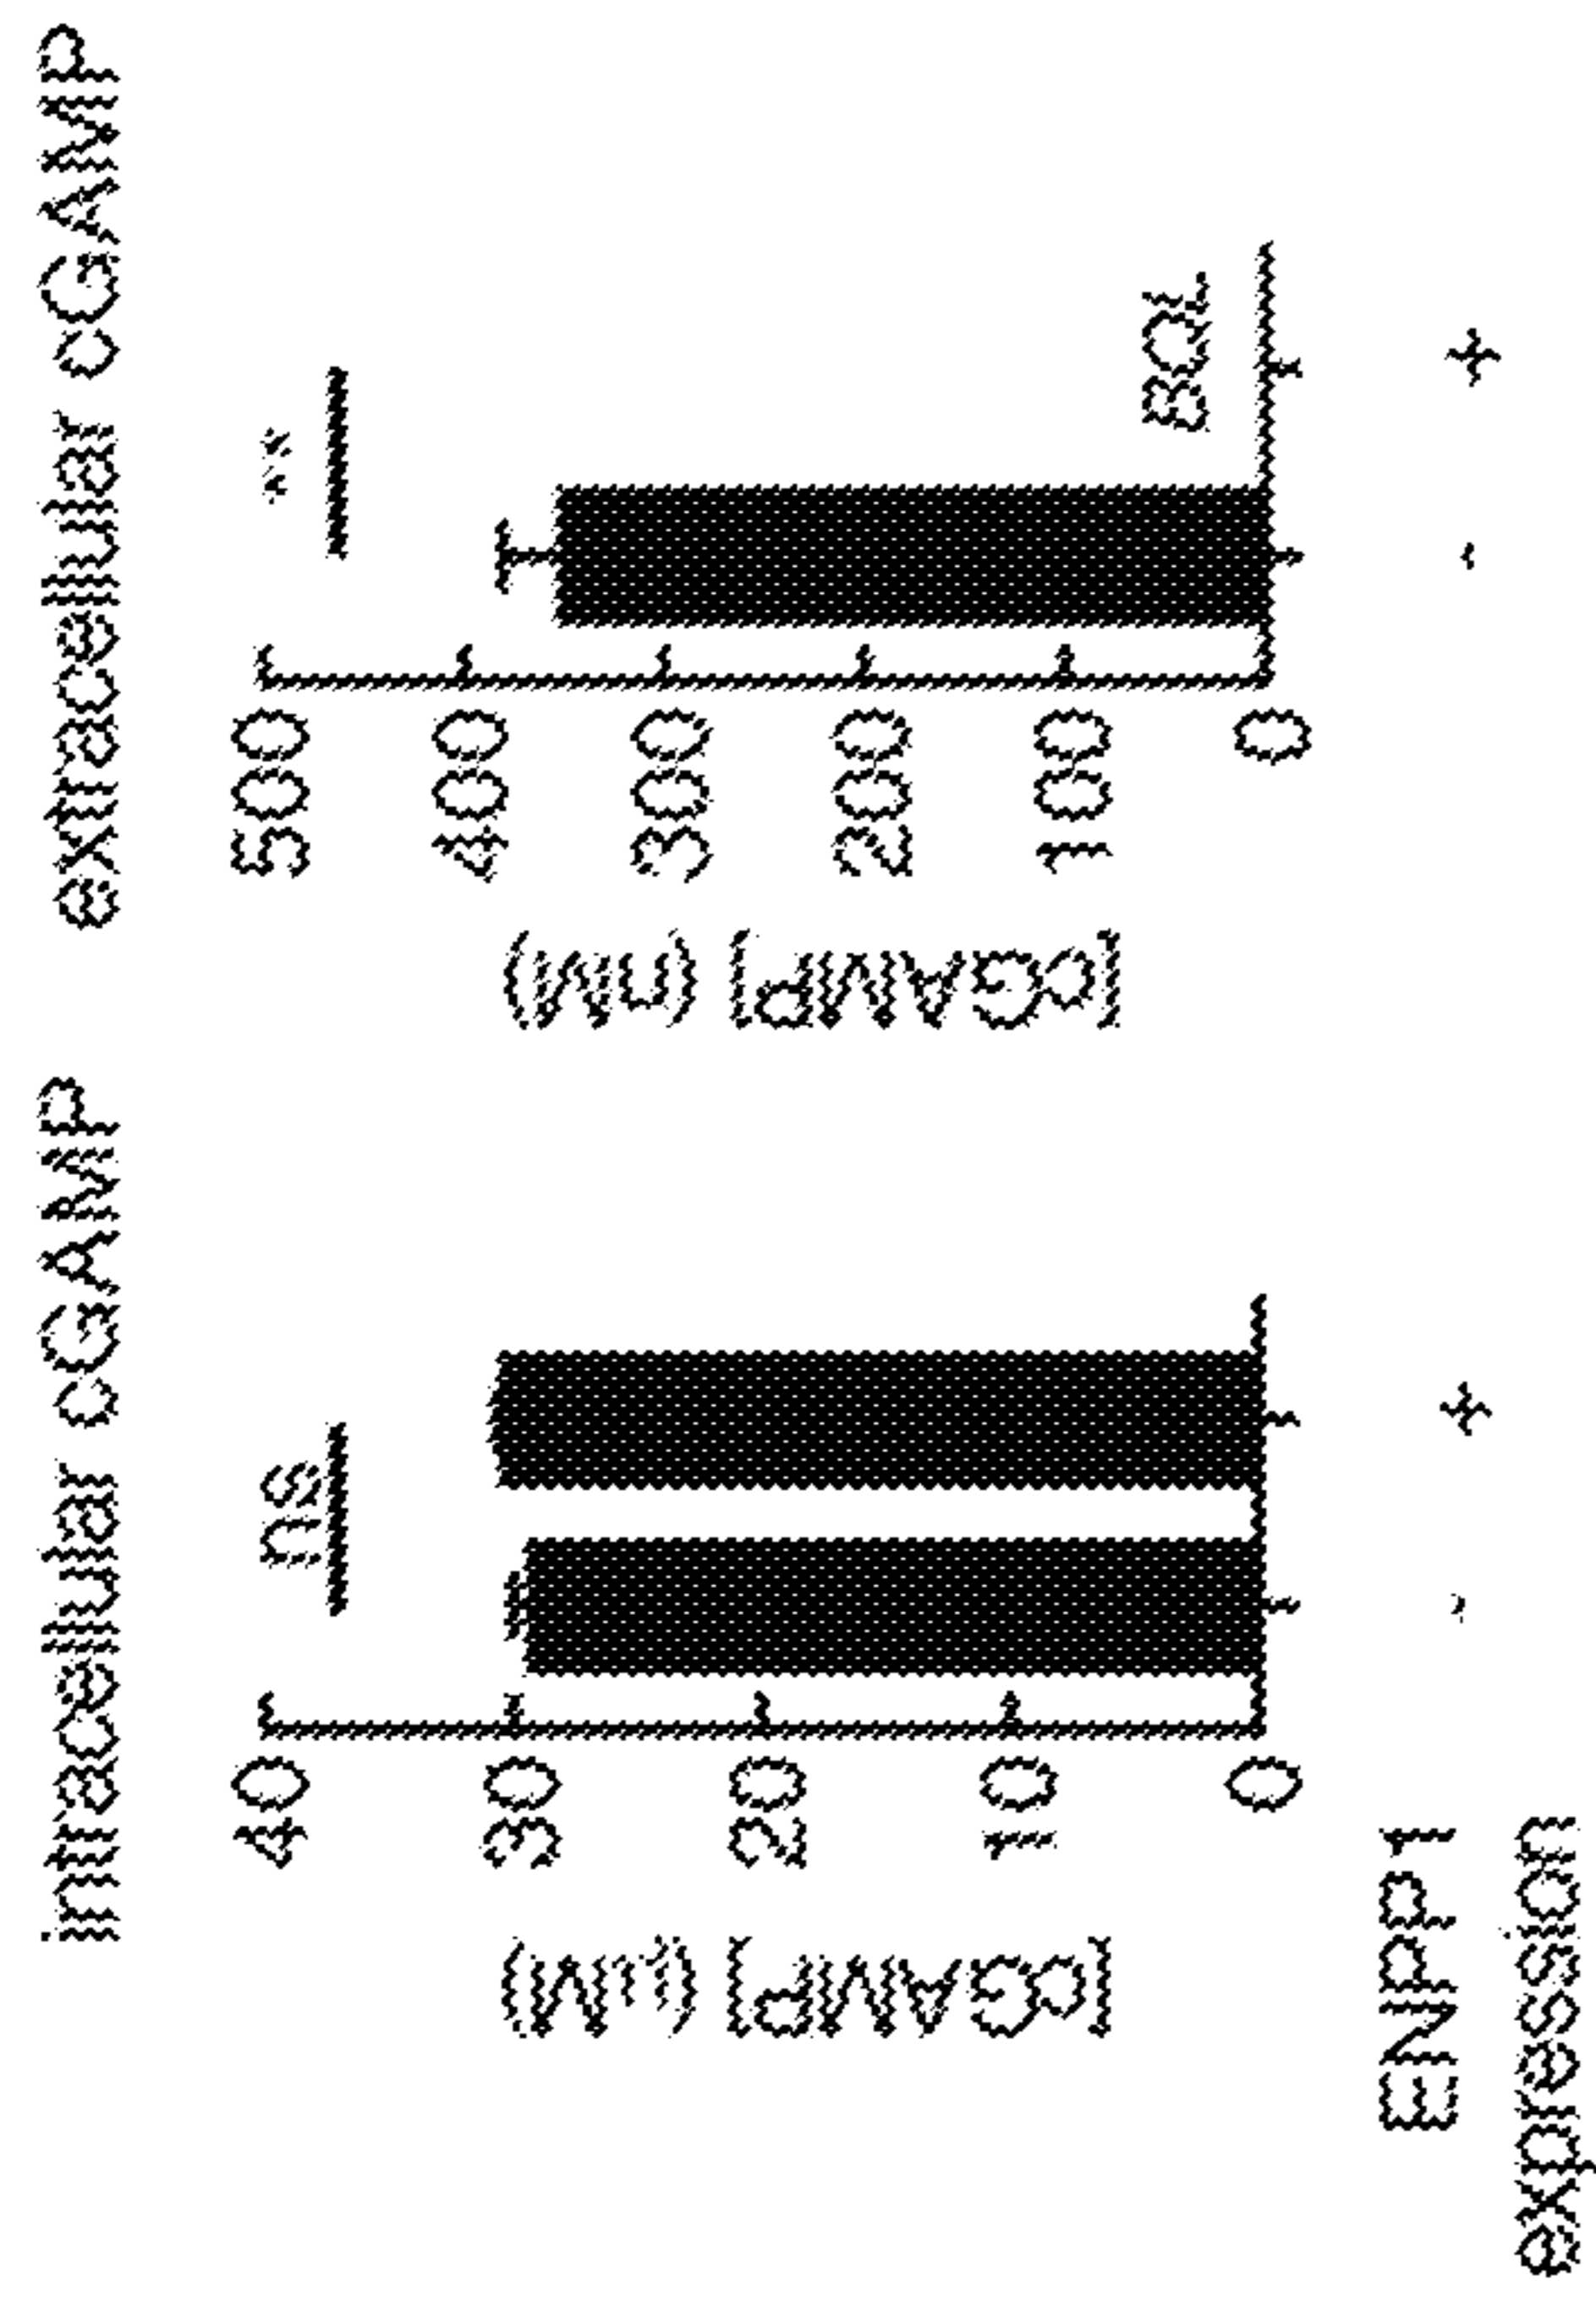 intracellular cGAMP
ns
[cGAMP] (μM)
40
30
20
10
0
ENPP1
expression
-
+
extracellular cGAMP
**
[cGAMP] (nM)
500
400
300
200
100
0
BQL
-
+